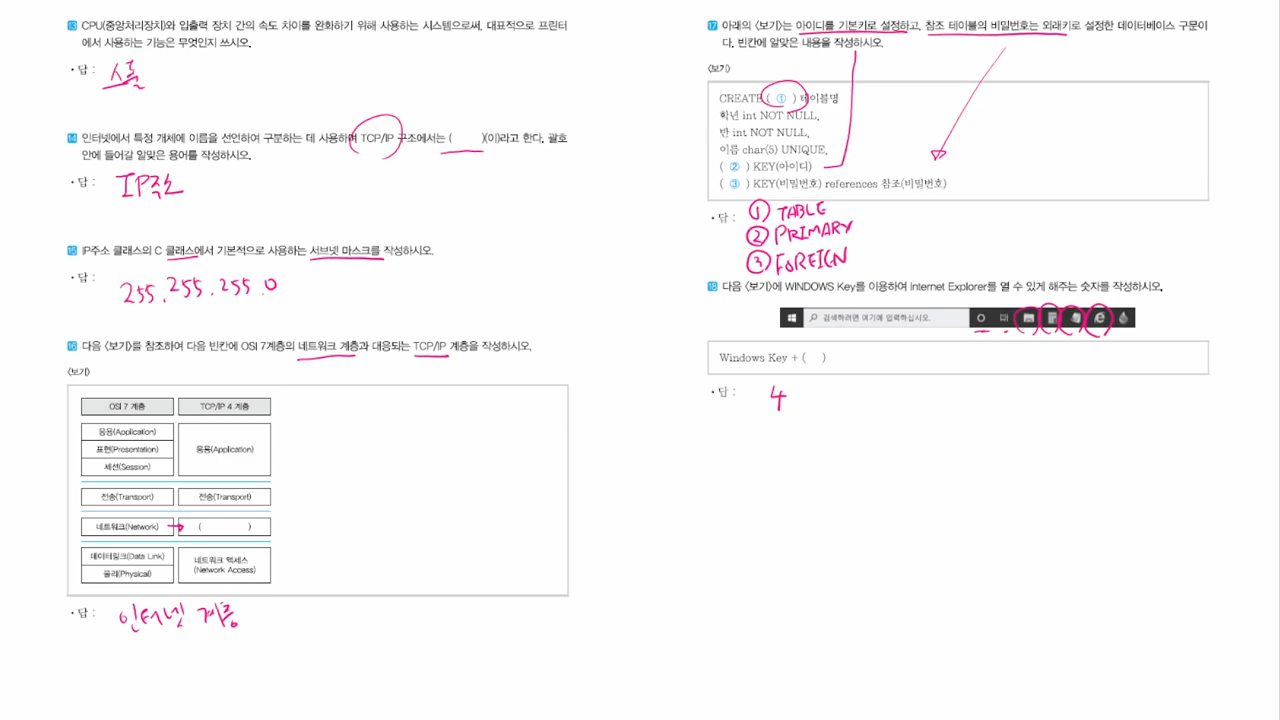 13 CPU(중앙처리장치)와 입출력 장치 간의 속도 차이를 완화하기 위해 사용하는 시스템으로써, 대표적으로 프린터
에서 사용하는 기능은 무엇인지 쓰시오.
• 답 : 스풀
14 인터넷에서 특정 개체에 이름을 선언하여 구분하는 데 사용하며 TCP/IP 구조에서는 ( )(이)라고 한다. 괄호
안에 들어갈 알맞은 용어를 작성하시오.
• 답 : IP주소
15 IP주소 클래스의 C 클래스에서 기본적으로 사용하는 서브넷 마스크를 작성하시오.
• 답 : 255.255.255.0
16 다음 〈보기〉를 참조하여 다음 빈칸에 OSI 7계층의 네트워크 계층과 대응되는 TCP/IP 계층을 작성하시오.
〈보기〉
OSI 7 계층 TCP/IP 4 계층
응용(Application)
표현(Presentation) 응용(Application)
세션(Session)
전송(Transport) 전송(Transport)
네트워크(Network) ( )
데이터링크(Data Link) 네트워크 액세스
물리(Physical) (Network Access)
• 답 : 인터넷 계층
17 아래의 〈보기〉는 아이디를 기본키로 설정하고, 참조 테이블의 비밀번호는 외래키로 설정한 데이터베이스 구문이
다. 빈칸에 알맞은 내용을 작성하시오.
〈보기〉
CREATE ( ① ) 테이블명
학년 int NOT NULL,
반 int NOT NULL,
이름 char(5) UNIQUE,
( ② ) KEY(아이디)
( ③ ) KEY(비밀번호) references 참조(비밀번호)
• 답 : ① TABLE
② PRIMARY
③ FOREIGN
18 다음 〈보기〉에 WINDOWS Key를 이용하여 Internet Explorer를 열 수 있게 해주는 숫자를 작성하시오.
검색하려면 여기에 입력하십시오.
Windows Key + ( )
• 답 : 4